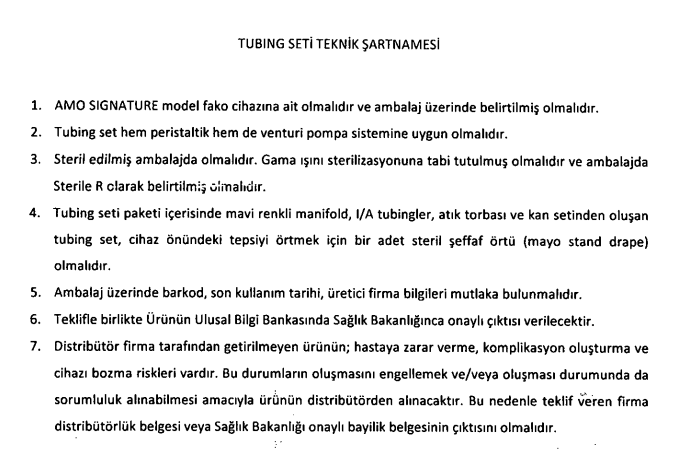 TUBING SETİ TEKNİK ŞARTNAMESİ
1. AMO SIGNATURE model fako cihazına ait olmalıdır ve ambalaj üzerinde belirtilmiş olmalıdır.
2. Tubing set hem peristaltik hem de venturi pompa sistemine uygun olmalıdır.
3. Steril edilmiş ambalajda olmalıdır. Gama ışını sterilizasyonuna tabi tutulmuş olmalıdır ve ambalajda
Sterile R olarak belirtilmiş olmalıdır.
4. Tubing seti paketi içerisinde mavi renkli manifold, I/A tubingler, atık torbası ve kan setinden oluşan
tubing set, cihaz önündeki tepsiyi örtmek için bir adet steril şeffaf örtü (mayo stand drape)
olmalıdır.
5. Ambalaj üzerinde barkod, son kullanım tarihi, üretici firma bilgileri mutlaka bulunmalıdır.
6. Teklifle birlikte Ürünün Ulusal Bilgi Bankasında Sağlık Bakanlığınca onaylı çıktısı verilecektir.
7. Distribütör firma tarafından getirilmeyen ürünün; hastaya zarar verme, komplikasyon oluşturma ve
cihazı bozma riskleri vardır. Bu durumların oluşmasını engellemek ve/veya oluşması durumunda da
sorumluluk alınabilmesi amacıyla ürünün distribütörden alınacaktır. Bu nedenle teklif veren firma
distribütörlük belgesi veya Sağlık Bakanlığı onaylı bayilik belgesinin çıktısını olmalıdır.